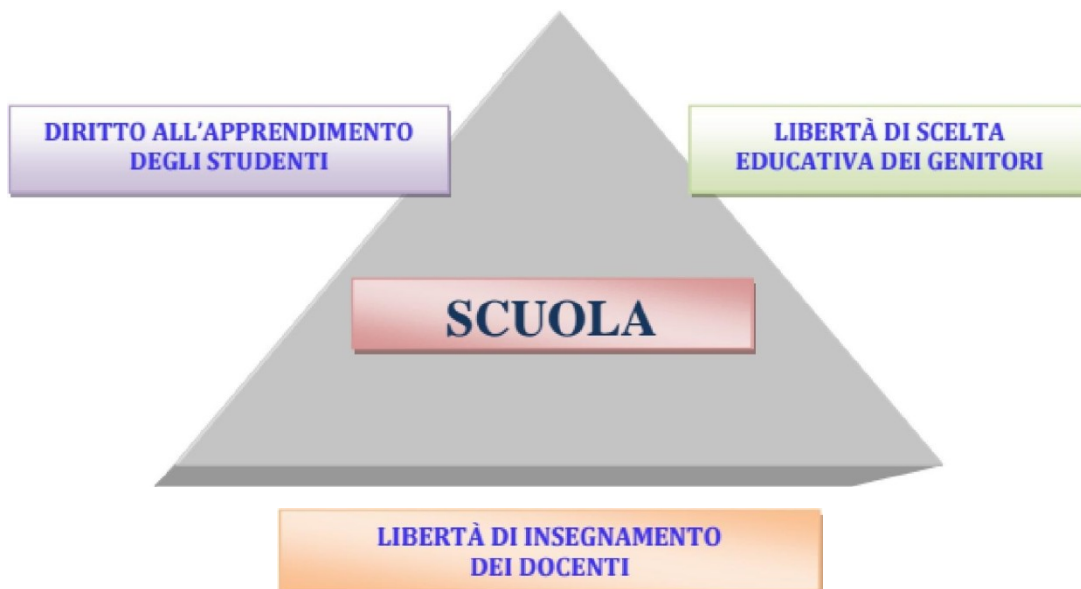 DIRITTO ALL’APPRENDIMENTO
DEGLI STUDENTI
LIBERTÀ DI SCELTA
EDUCATIVA DEI GENITORI
SCUOLA
LIBERTÀ DI INSEGNAMENTO
DEI DOCENTI